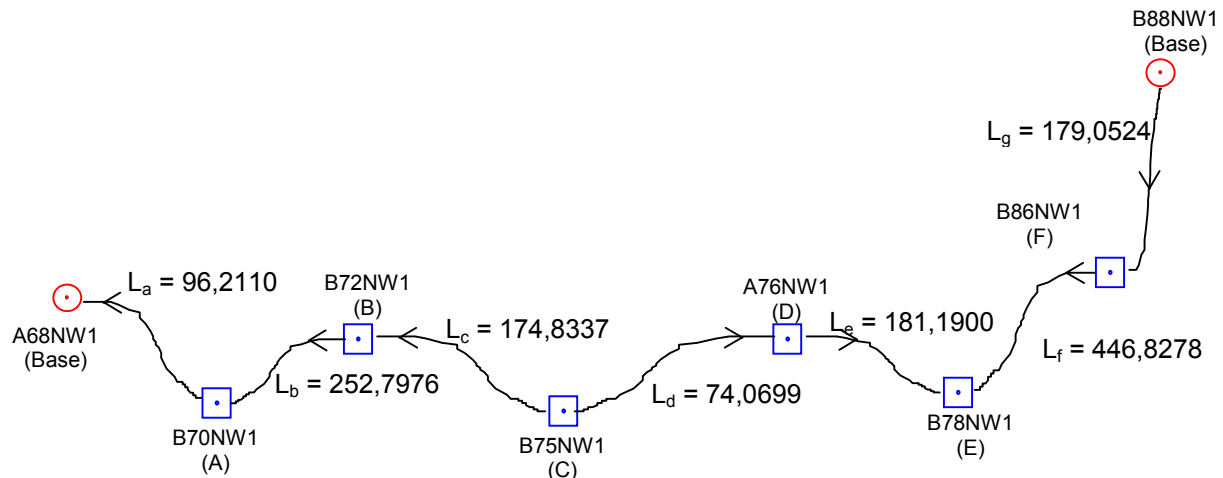 B88NW1
(Base)
Lg = 179,0524
B86NW1
(F)
La = 96,2110
B72NW1
(B)
A76NW1
(D)
A68NW1
(Base)
Lc = 174,8337
Le = 181,1900
Lb = 252,7976
Ld = 74,0699
Lf = 446,8278
B70NW1
(A)
B75NW1
(C)
B78NW1
(E)